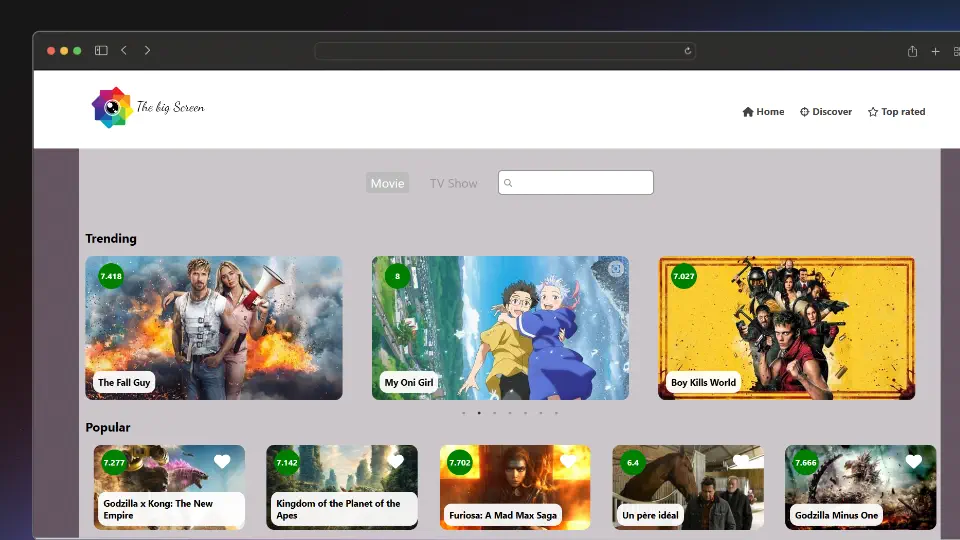 The big Screen
Home
Discover
Top rated
Movie
TV Show
Trending
7.418
8
7.027
The Fall Guy
My Oni Girl
Boy Kills World
Popular
7.277
7.142
7.702
6.4
7.666
Godzilla x Kong: The New
Empire
Kingdom of the Planet of the
Apes
Furiosa: A Mad Max Saga
Un père idéal
Godzilla Minus One